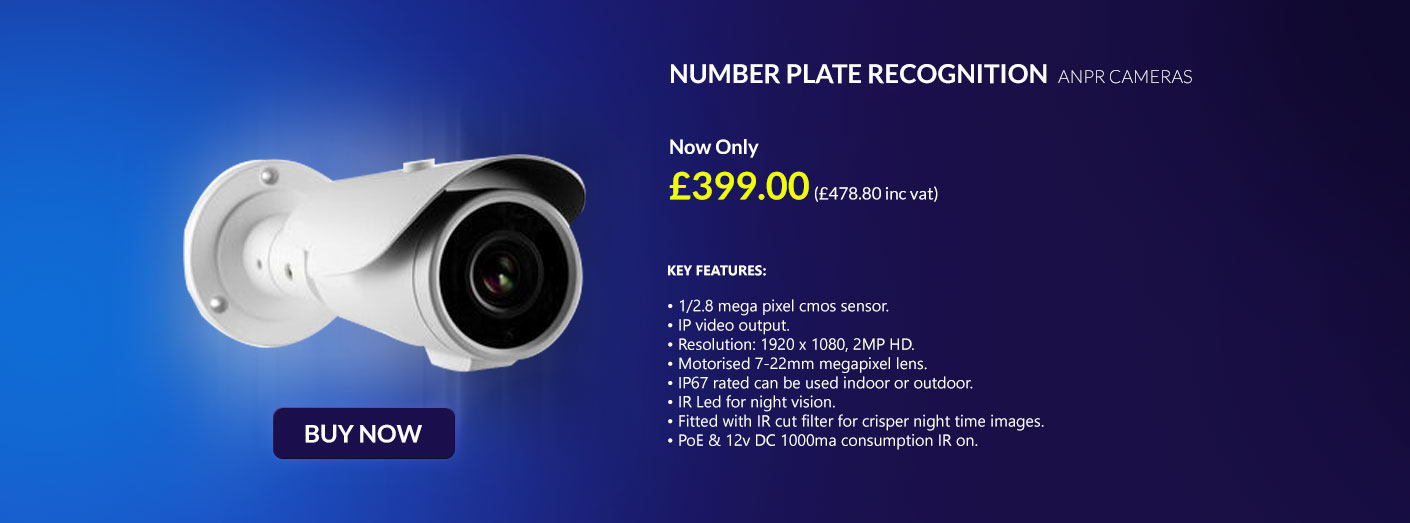 NUMBER PLATE RECOGNITION ANPR CAMERAS
Now Only
£399.00 (£478.80 inc vat)
KEY FEATURES:
• 1/2.8 mega pixel cmos sensor.
• IP video output.
• Resolution: 1920 x 1080, 2MP HD.
• Motorised 7-22mm megapixel lens.
• IP67 rated can be used indoor or outdoor.
• IR Led for night vision.
• Fitted with IR cut filter for crisper night time images.
• PoE & 12v DC 1000ma consumption IR on.
BUY NOW